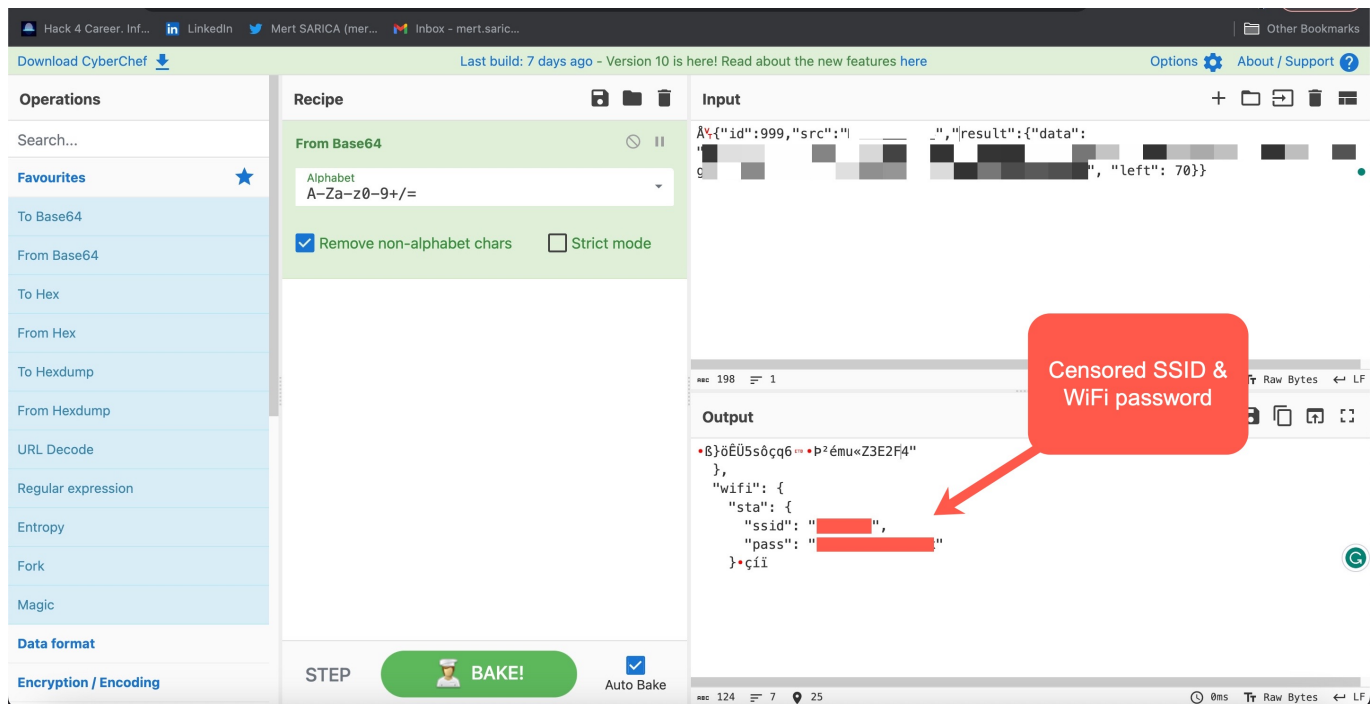 Hack 4 Career. Inf...
LinkedIn
Mert SARICA (mer...
Inbox - mert.saric...
Other Bookmarks
Download CyberChef
Last build: 7 days ago - Version 10 is here! Read about the new features here
Options
About / Support
Operations
Search...
Favourites
To Base64
From Base64
To Hex
From Hex
To Hexdump
From Hexdump
URL Decode
Regular expression
Entropy
Fork
Magic
Data format
Encryption / Encoding
Recipe
From Base64
Alphabet
A-Za-z0-9+/=
Remove non-alphabet chars
Strict mode
STEP
BAKE!
Auto Bake
Input
{"id":999,"src":"
","result":{"data":
", "left": 70}}
198
1
Raw Bytes
LF
Censored SSID &
WiFi password
Output
•ß}öÊÜ5sôçq6
•Þ²ému«Z3E2F4"
},
"wifi": {
"sta": {
"ssid": "
",
"pass": "
"
}•çíï
124
7
25
0ms
Raw Bytes
LF